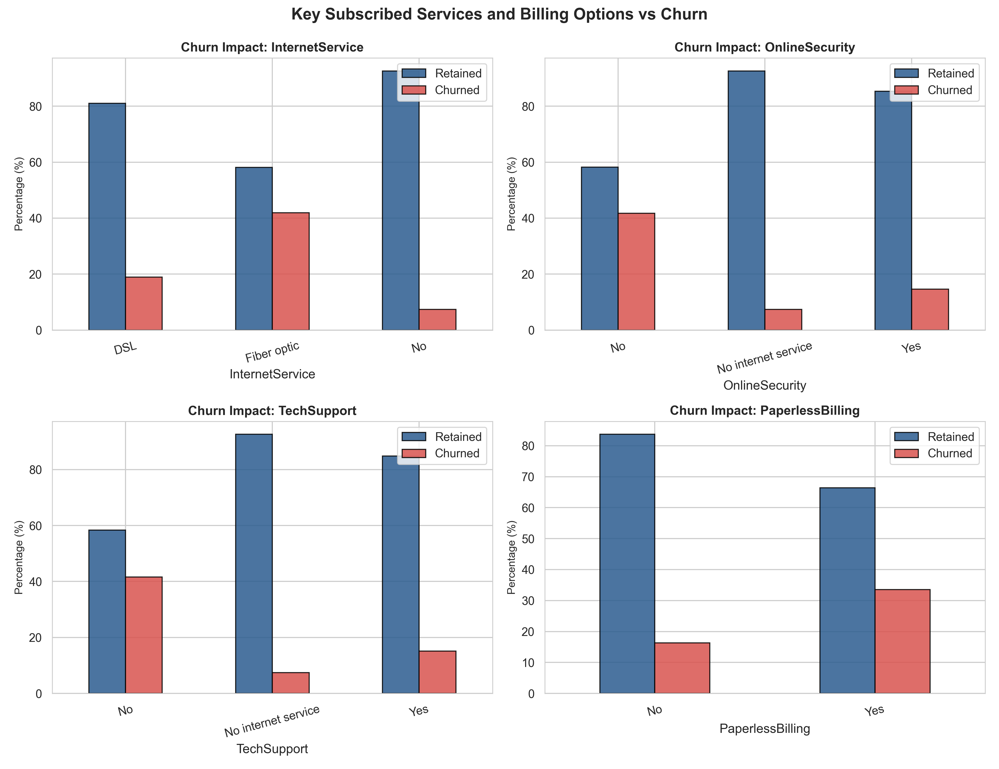 Key Subscribed Services and Billing Options vs Churn
Churn Impact: InternetService
Retained
Churned
Percentage (%)
80
60
40
20
0
DSL
Fiber optic
No
InternetService
Churn Impact: OnlineSecurity
Retained
Churned
Percentage (%)
80
60
40
20
0
No
No internet service
Yes
OnlineSecurity
Churn Impact: TechSupport
Retained
Churned
Percentage (%)
80
60
40
20
0
No
No internet service
Yes
TechSupport
Churn Impact: PaperlessBilling
Retained
Churned
Percentage (%)
80
70
60
50
40
30
20
10
0
No
Yes
PaperlessBilling